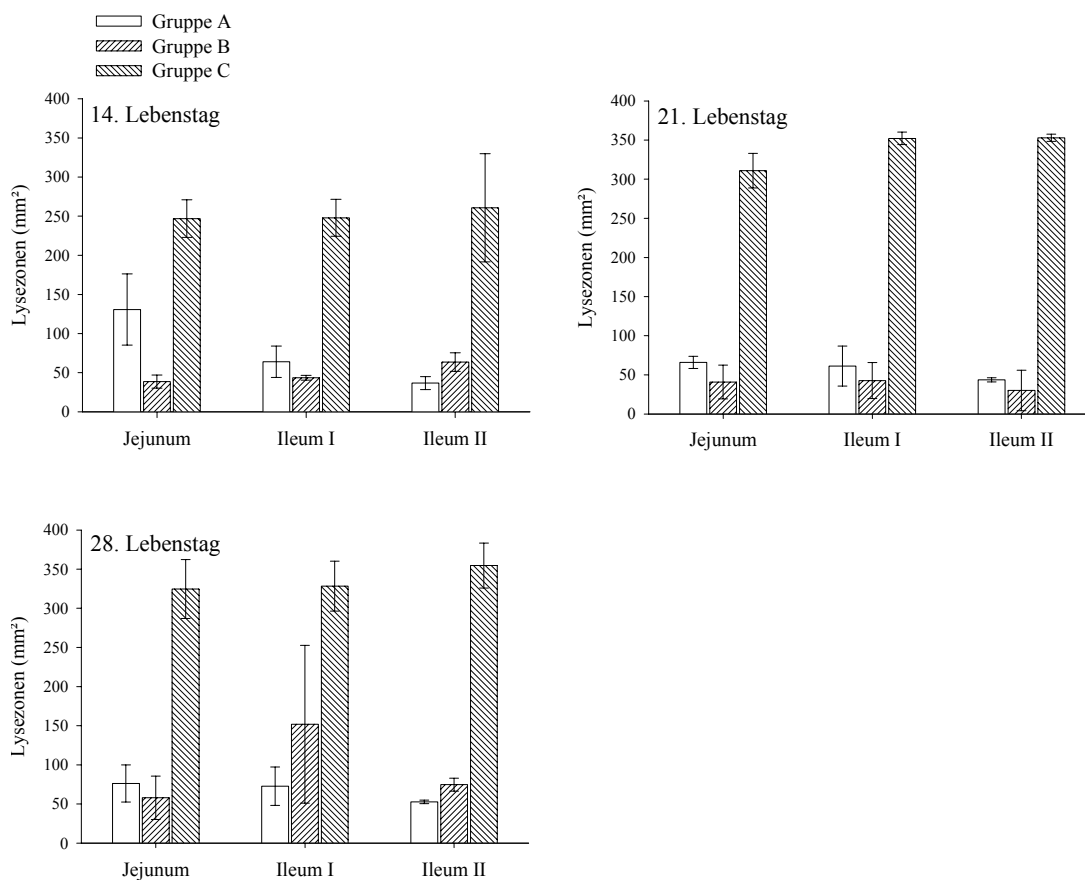 Gruppe A
Gruppe B
Gruppe C
14. Lebenstag
Lysezonen (mm²)
400
350
300
250
200
150
100
50
0
Jejunum Ileum I Ileum II
21. Lebenstag
Lysezonen (mm²)
400
350
300
250
200
150
100
50
0
Jejunum Ileum I Ileum II
28. Lebenstag
Lysezonen (mm²)
400
350
300
250
200
150
100
50
0
Jejunum Ileum I Ileum II